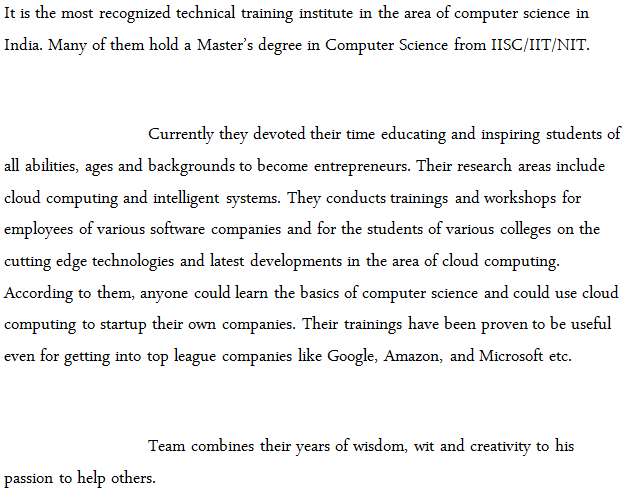 It is the most recognized technical training institute in the area of computer science in
India. Many of them hold a Master's degree in Computer Science from IISC/IIT/NIT.
Currently they devoted their time educating and inspiring students of
all abilities, ages and backgrounds to become entrepreneurs. Their research areas include
cloud computing and intelligent systems. They conducts trainings and workshops for
employees of various software companies and for the students of various colleges on the
cutting edge technologies and latest developments in the area of cloud computing.
According to them, anyone could learn the basics of computer science and could use cloud
computing to startup their own companies. Their trainings have been proven to be useful
even for getting into top league companies like Google, Amazon, and Microsoft etc.
Team combines their years of wisdom, wit and creativity to his
passion to help others.